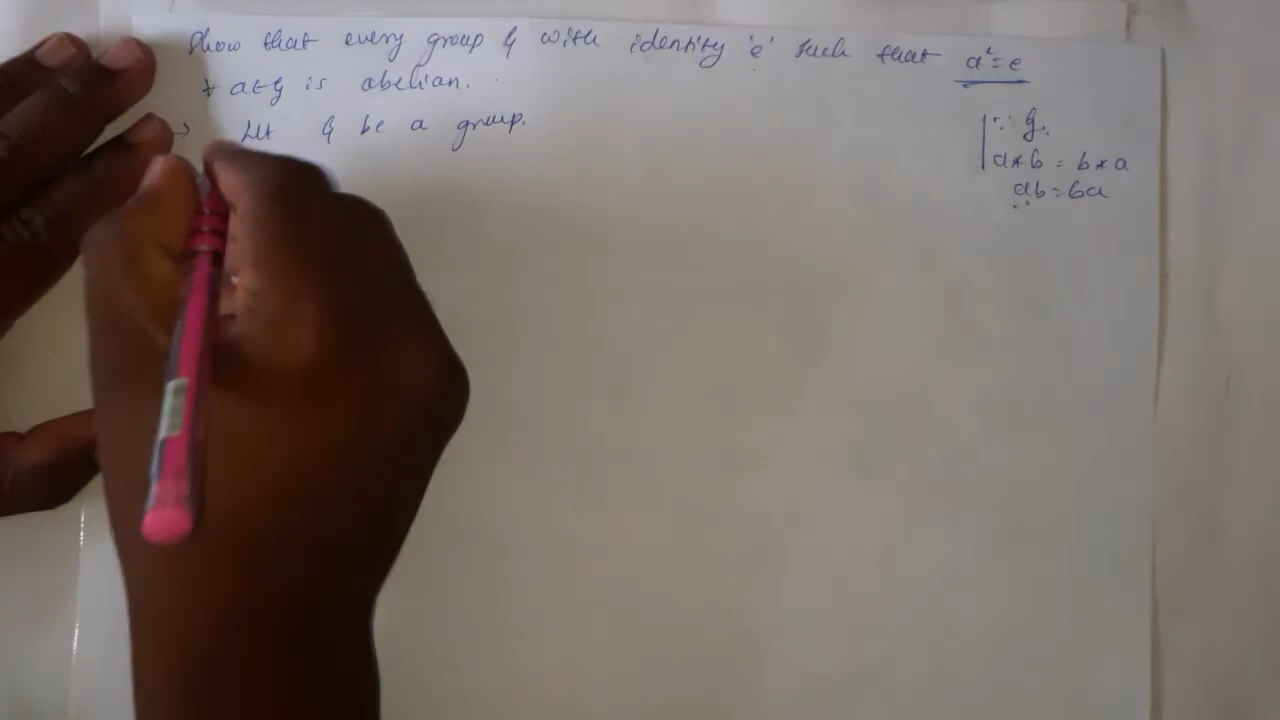 Show that every group G with identity 'e' such that a²=e
∀ a∈G is abelian.
→ Let G be a group.
∵ G.
a*b = b*a
ab=ba